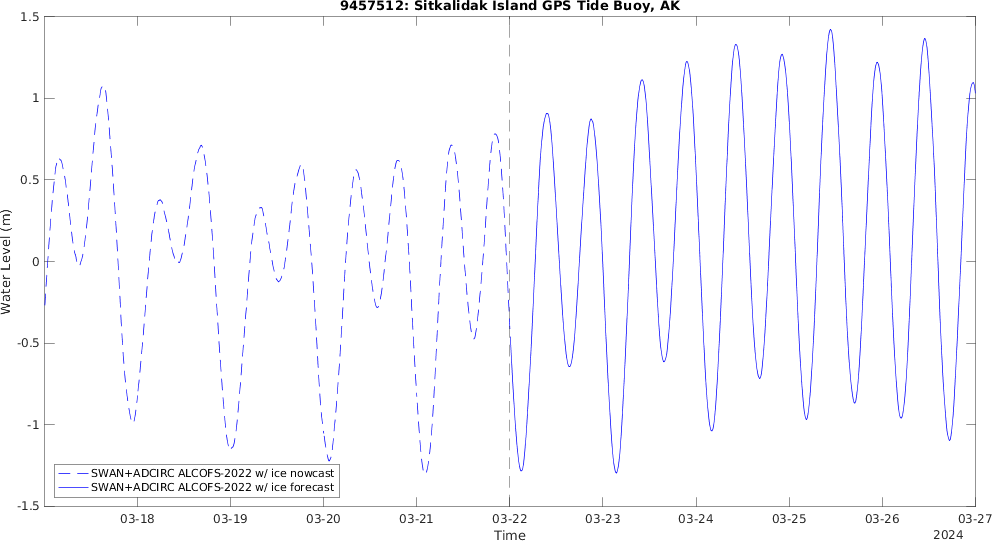 9457512: Sitkalidak Island GPS Tide Buoy, AK
1.5
1
0.5
0
-0.5
-1
-1.5
Water Level (m)
SWAN+ADCIRC ALCOFS-2022 w/ ice nowcast
SWAN+ADCIRC ALCOFS-2022 w/ ice forecast
03-18 03-19 03-20 03-21 03-22 03-23 03-24 03-25 03-26 03-27
Time
2024